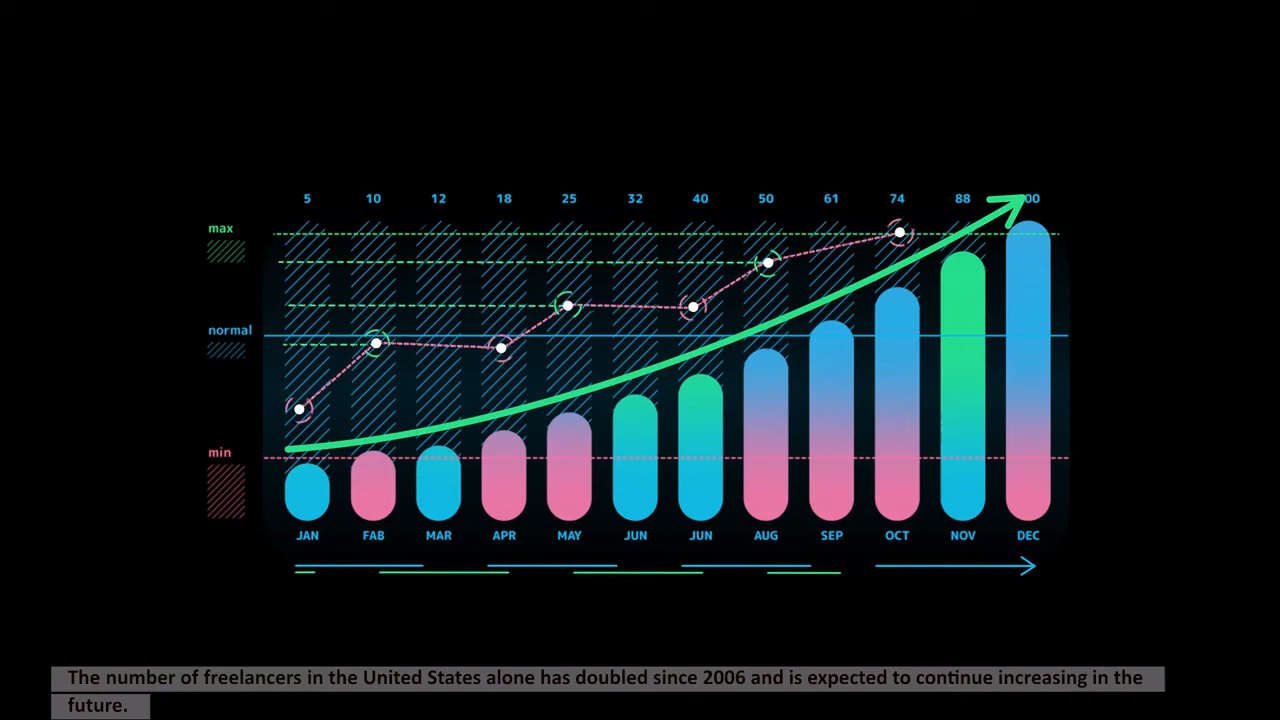 5 10 12 18 25 32 40 50 61 74 88 00
max
normal
min
JAN FAB MAR APR MAY JUN JUN AUG SEP OCT NOV DEC
The number of freelancers in the United States alone has doubled since 2006 and is expected to continue increasing in the
future.